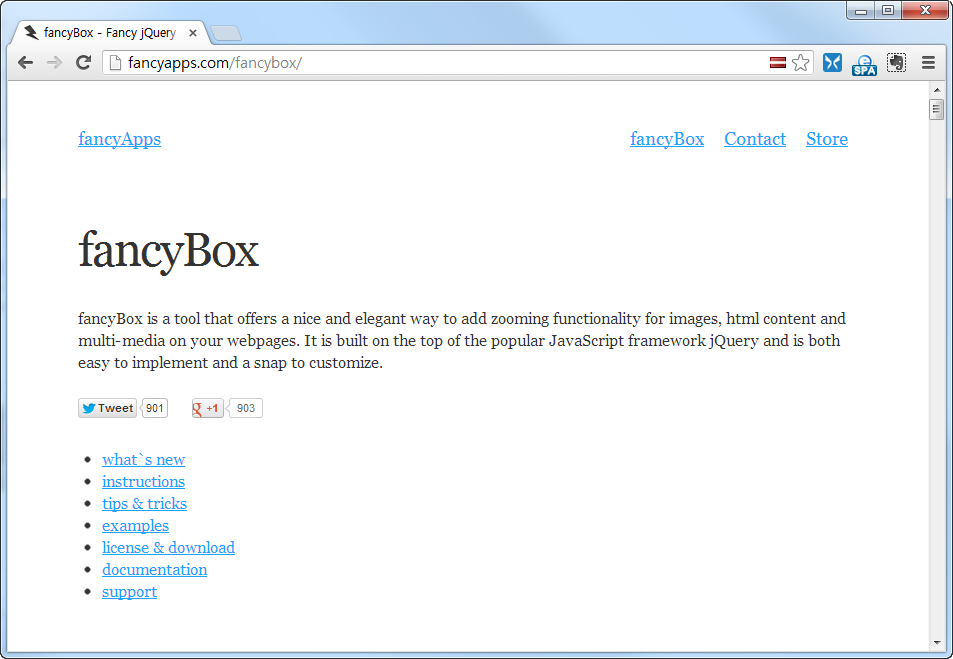 fancyBox - Fancy jQuery
fancyapps.com/fancybox/
e
SPA
fancyApps
fancyBox Contact Store
fancyBox
fancyBox is a tool that offers a nice and elegant way to add zooming functionality for images, html content and
multi-media on your webpages. It is built on the top of the popular JavaScript framework jQuery and is both
easy to implement and a snap to customize.
Tweet 901 g +1 903
what`s new
instructions
tips & tricks
examples
license & download
documentation
support